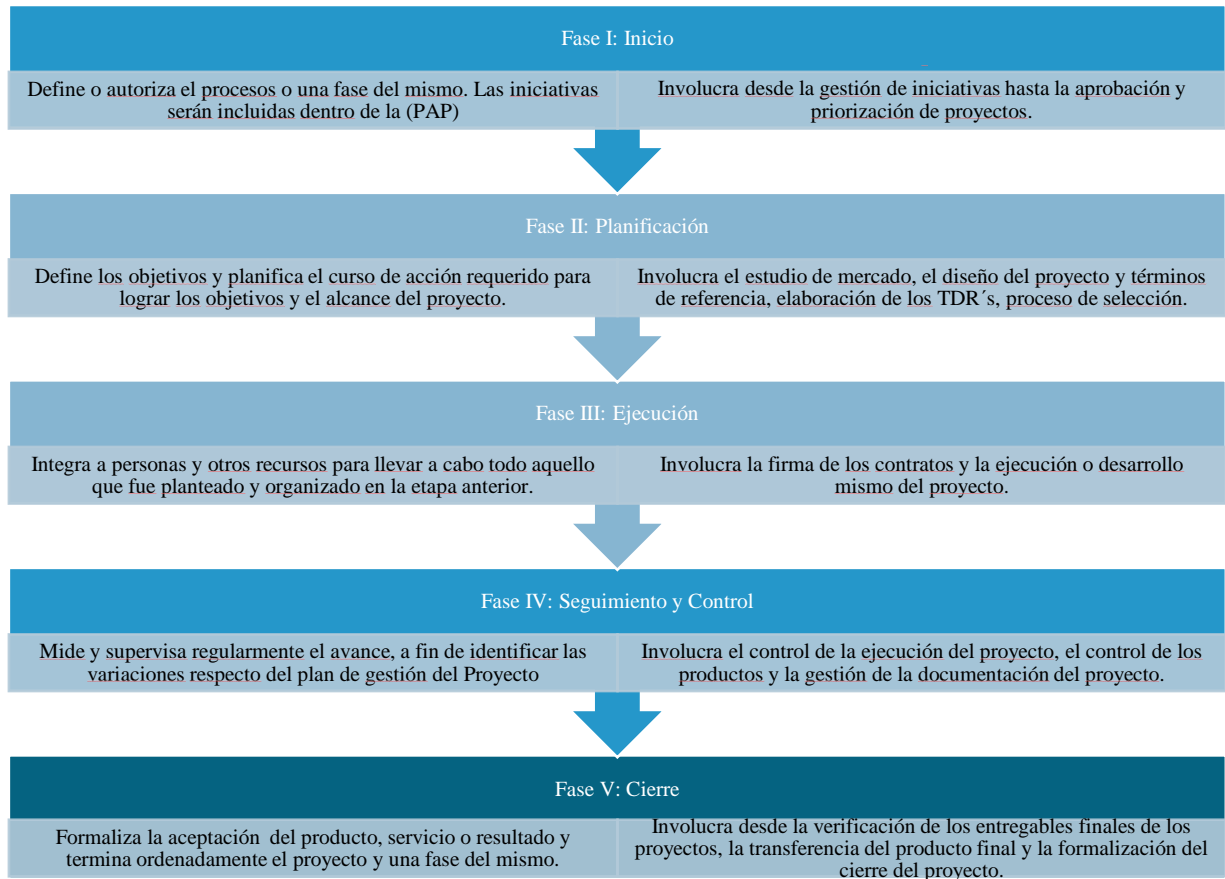 Fase I: Inicio
Define o autoriza el procesos o una fase del mismo. Las iniciativas
serán incluidas dentro de la (PAP)
Involucra desde la gestión de iniciativas hasta la aprobación y
priorización de proyectos.
Fase II: Planificación
Define los objetivos y planifica el curso de acción requerido para
lograr los objetivos y el alcance del proyecto.
Involucra el estudio de mercado, el diseño del proyecto y términos
de referencia, elaboración de los TDR´s, proceso de selección.
Fase III: Ejecución
Integra a personas y otros recursos para llevar a cabo todo aquello
que fue planteado y organizado en la etapa anterior.
Involucra la firma de los contratos y la ejecución o desarrollo
mismo del proyecto.
Fase IV: Seguimiento y Control
Mide y supervisa regularmente el avance, a fin de identificar las
variaciones respecto del plan de gestión del Proyecto
Involucra el control de la ejecución del proyecto, el control de los
productos y la gestión de la documentación del proyecto.
Fase V: Cierre
Formaliza la aceptación  del producto, servicio o resultado y
termina ordenadamente el proyecto y una fase del mismo.
Involucra desde la verificación de los entregables finales de los
proyectos, la transferencia del producto final y la formalización del
cierre del proyecto.